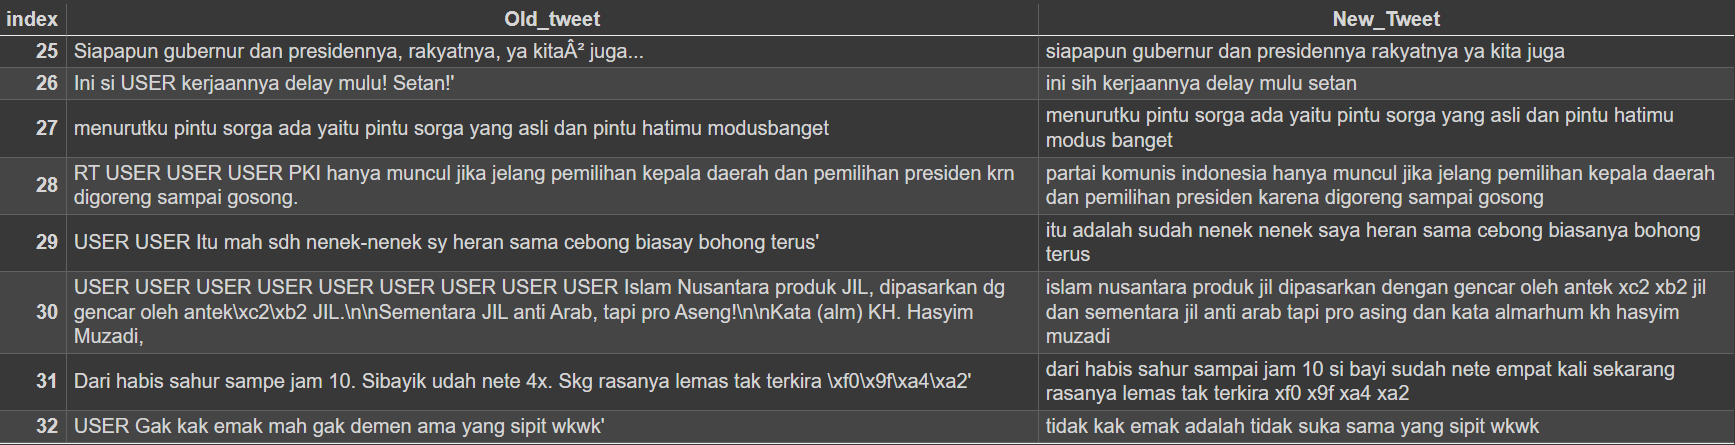 index Old_tweet New_Tweet
25 Siapapun gubernur dan presidennya, rakyatnya, ya kitaÂ² juga... siapapun gubernur dan presidennya rakyatnya ya kita juga
26 Ini si USER kerjaannya delay mulu! Setan!' ini sih kerjaannya delay mulu setan
27 menurutku pintu sorga ada yaitu pintu sorga yang asli dan pintu hatimu modusbanget menurutku pintu sorga ada yaitu pintu sorga yang asli dan pintu hatimu
modus banget
28 RT USER USER USER PKI hanya muncul jika jelang pemilihan kepala daerah dan pemilihan presiden krn
digoreng sampai gosong.
partai komunis indonesia hanya muncul jika jelang pemilihan kepala daerah
dan pemilihan presiden karena digoreng sampai gosong
29 USER USER Itu mah sdh nenek-nenek sy heran sama cebong biasay bohong terus' itu adalah sudah nenek nenek saya heran sama cebong biasanya bohong
terus
30 USER USER USER USER USER USER USER USER USER Islam Nusantara produk JIL, dipasarkan dg
gencar oleh antek\xc2\xb2 JIL.\n\nSementara JIL anti Arab, tapi pro Aseng!\n\nKata (alm) KH. Hasyim
Muzadi,
islam nusantara produk jil dipasarkan dengan gencar oleh antek xc2 xb2 jil
dan sementara jil anti arab tapi pro asing dan kata almarhum kh hasyim
muzadi
31 Dari habis sahur sampe jam 10. Sibayik udah nete 4x. Skg rasanya lemas tak terkira \xf0\x9f\xa4\xa2' dari habis sahur sampai jam 10 si bayi sudah nete empat kali sekarang
rasanya lemas tak terkira xf0 x9f xa4 xa2
32 USER Gak kak emak mah gak demen ama yang sipit wkwk' tidak kak emak adalah tidak suka sama yang sipit wkwk